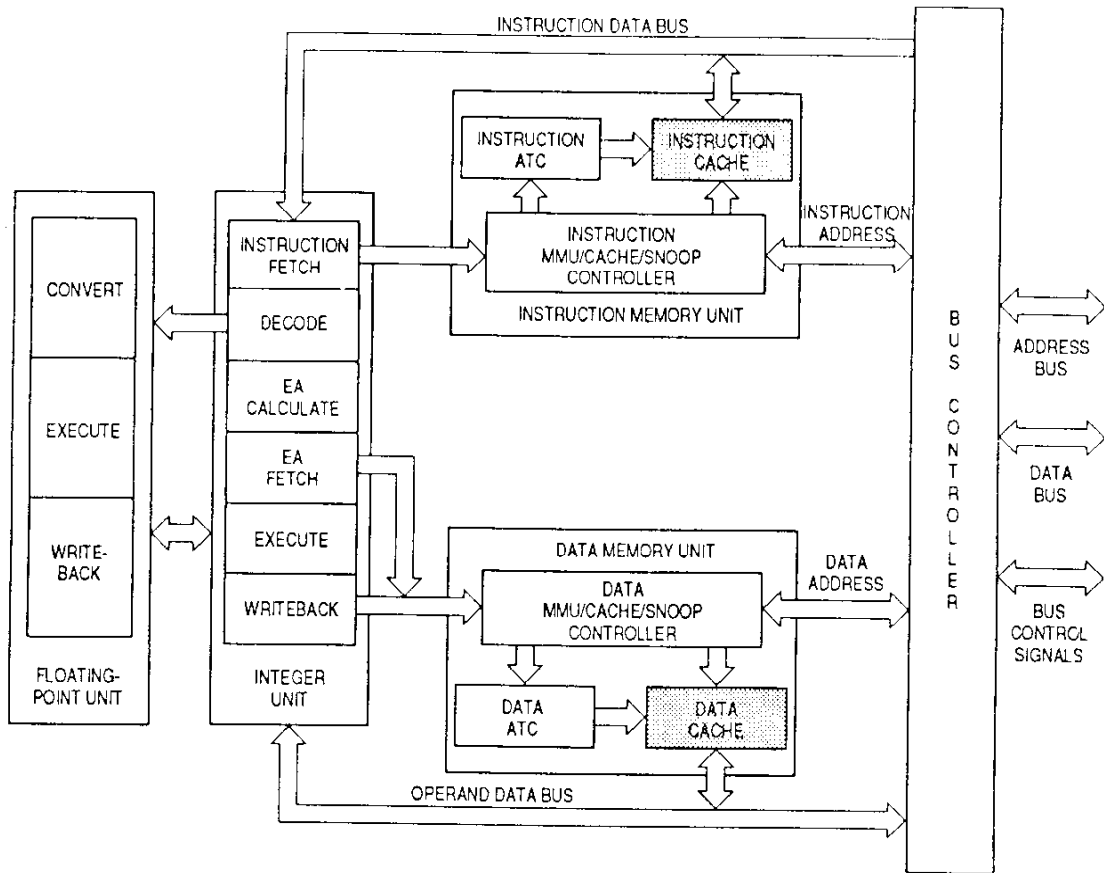 INSTRUCTION DATA BUS
INSTRUCTION
ATC
INSTRUCTION
CACHE
INSTRUCTION
MMU/CACHE/SNOOP
CONTROLLER
INSTRUCTION MEMORY UNIT
INSTRUCTION
ADDRESS
CONVERT
EXECUTE
WRITE-
BACK
FLOATING-
POINT UNIT
INSTRUCTION
FETCH
DECODE
EA
CALCULATE
EA
FETCH
EXECUTE
WRITEBACK
INTEGER
UNIT
DATA MEMORY UNIT
DATA
MMU/CACHE/SNOOP
CONTROLLER
DATA
ATC
DATA
CACHE
DATA
ADDRESS
OPERAND DATA BUS
BUS CONTROLLER
ADDRESS
BUS
DATA
BUS
BUS
CONTROL
SIGNALS